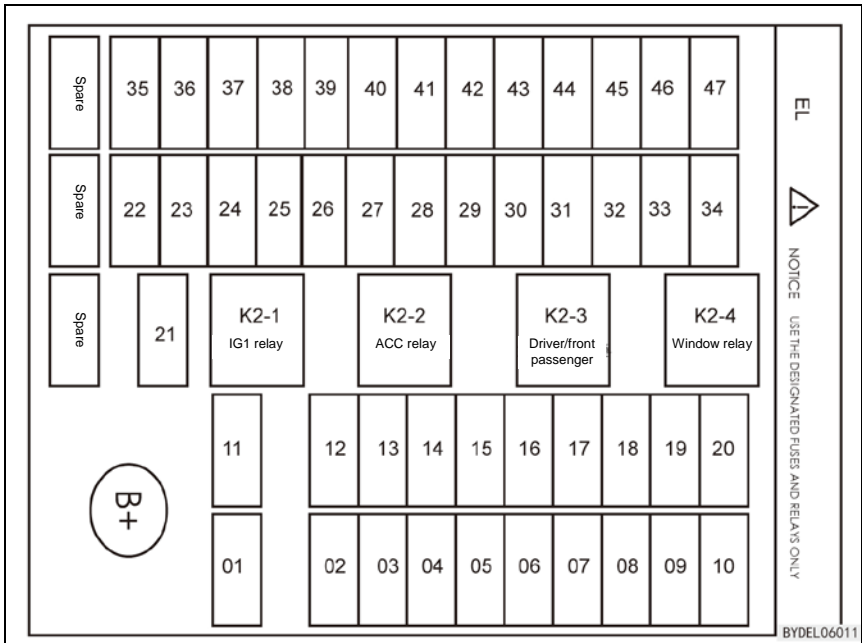 Spare 35 36 37 38 39 40 41 42 43 44 45 46 47
Spare 22 23 24 25 26 27 28 29 30 31 32 33 34
Spare 21 K2-1 K2-2 K2-3 K2-4
IG1 relay ACC relay Driver/front Window relay
passenger
11 12 13 14 15 16 17 18 19 20
B+
01 02 03 04 05 06 07 08 09 10
EL
NOTICE USE THE DESIGNATED FUSES AND RELAYS ONLY
BYDEL06011